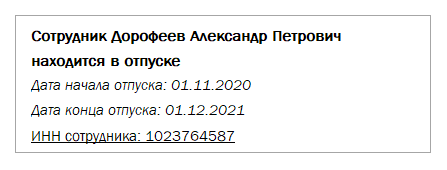 Сотрудник Дорофеев Александр Петрович
находится в отпуске
Дата начала отпуска: 01.11.2020
Дата конца отпуска: 01.12.2021
ИНН сотрудника: 1023764587